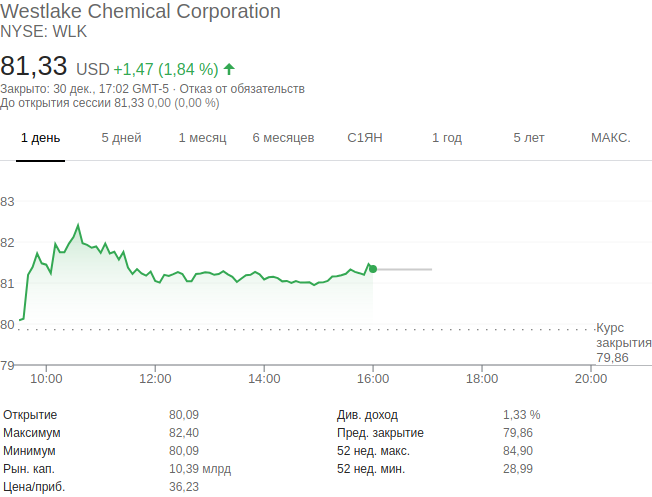 Westlake Chemical Corporation
NYSE: WLK
81,33 USD +1,47 (1,84 %)
Закрыто: 30 дек., 17:02 GMT-5 · Отказ от обязательств
До открытия сессии 81,33 0,00 (0,00 %)
1 день 5 дней 1 месяц 6 месяцев С1ЯН 1 год 5 лет МАКС.
83
82
81
80
Курс
закрытия
79,86
79
10:00 12:00 14:00 16:00 18:00 20:00
Открытие 80,09 Див. доход 1,33 %
Максимум 82,40 Пред. закрытие 79,86
Минимум 80,09 52 нед. макс. 84,90
Рын. кап. 10,39 млрд 52 нед. мин. 28,99
Цена/приб. 36,23